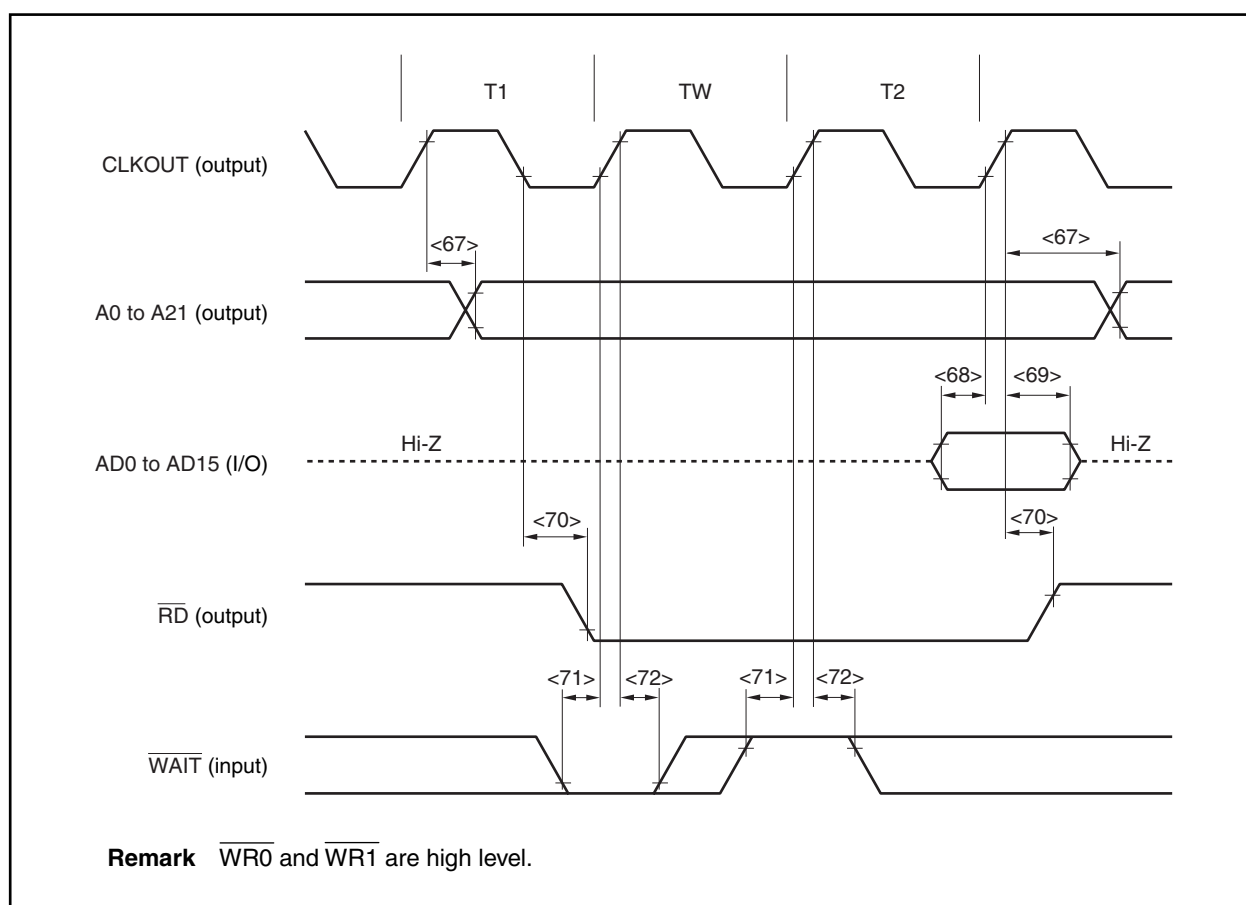 T1 TW T2
CLKOUT (output)
<67> <67>
A0 to A21 (output)
<68> <69>
Hi-Z Hi-Z
AD0 to AD15 (I/O)
<70> <70>
RD (output)
<71> <72> <71> <72>
WAIT (input)
Remark WR0 and WR1 are high level.